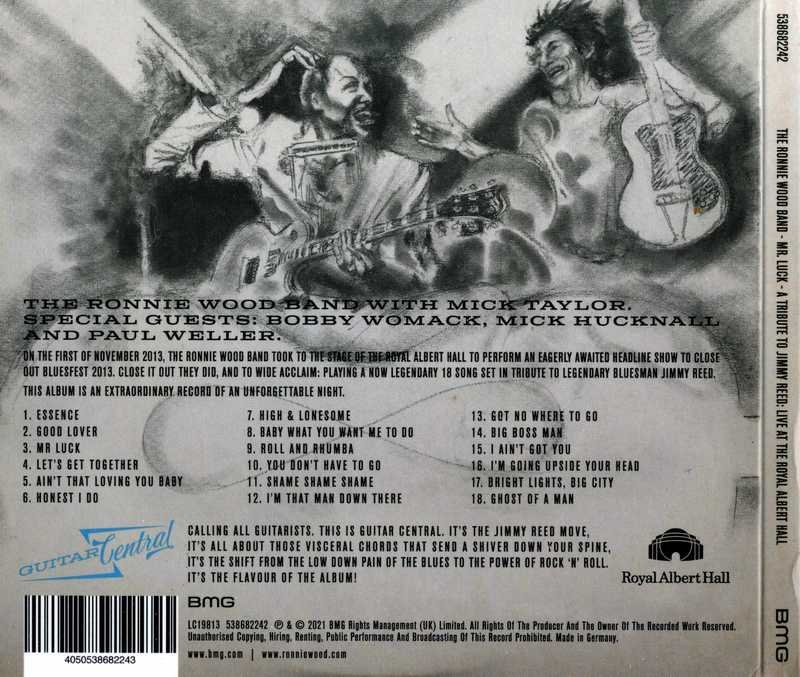 THE RONNIE WOOD BAND WITH MICK TAYLOR.
SPECIAL GUESTS: BOBBY WOMACK, MICK HUCKNALL
AND PAUL WELLER.
ON THE FIRST OF NOVEMBER 2013, THE RONNIE WOOD BAND TOOK TO THE STAGE OF THE ROYAL ALBERT HALL TO PERFORM AN EAGERLY AWAITED HEADLINE SHOW TO CLOSE
OUT BLUESFEST 2013. CLOSE IT OUT THEY DID, AND TO WIDE ACCLAIM: PLAYING A NOW LEGENDARY 18 SONG SET IN TRIBUTE TO LEGENDARY BLUESMAN JIMMY REED.
THIS ALBUM IS AN EXTRAORDINARY RECORD OF AN UNFORGETTABLE NIGHT.
1. ESSENCE
2. GOOD LOVER
3. MR LUCK
4. LET'S GET TOGETHER
5. AIN'T THAT LOVING YOU BABY
6. HONEST I DO
7. HIGH & LONESOME
8. BABY WHAT YOU WANT ME TO DO
9. ROLL AND RHUMBA
10. YOU DON'T HAVE TO GO
11. SHAME SHAME SHAME
12. I'M THAT MAN DOWN THERE
13. GOT NO WHERE TO GO
14. BIG BOSS MAN
15. I AIN'T GOT YOU
16. I'M GOING UPSIDE YOUR HEAD
17. BRIGHT LIGHTS, BIG CITY
18. GHOST OF A MAN
GUITAR Central
CALLING ALL GUITARISTS. THIS IS GUITAR CENTRAL. IT'S THE JIMMY REED MOVE,
IT'S ALL ABOUT THOSE VISCERAL CHORDS THAT SEND A SHIVER DOWN YOUR SPINE,
IT'S THE SHIFT FROM THE LOW DOWN PAIN OF THE BLUES TO THE POWER OF ROCK 'N' ROLL.
IT'S THE FLAVOUR OF THE ALBUM!
Royal Albert Hall
BMG
LC19813 538682242 ℗ & © 2021 BMG Rights Management (UK) Limited. All Rights Of The Producer And The Owner Of The Recorded Work Reserved.
Unauthorised Copying, Hiring, Renting, Public Performance And Broadcasting Of This Record Prohibited. Made in Germany.
www.bmg.com | www.ronniewood.com
4050538682243
538682242
THE RONNIE WOOD BAND - MR. LUCK - A TRIBUTE TO JIMMY REED: LIVE AT THE ROYAL ALBERT HALL
BMG